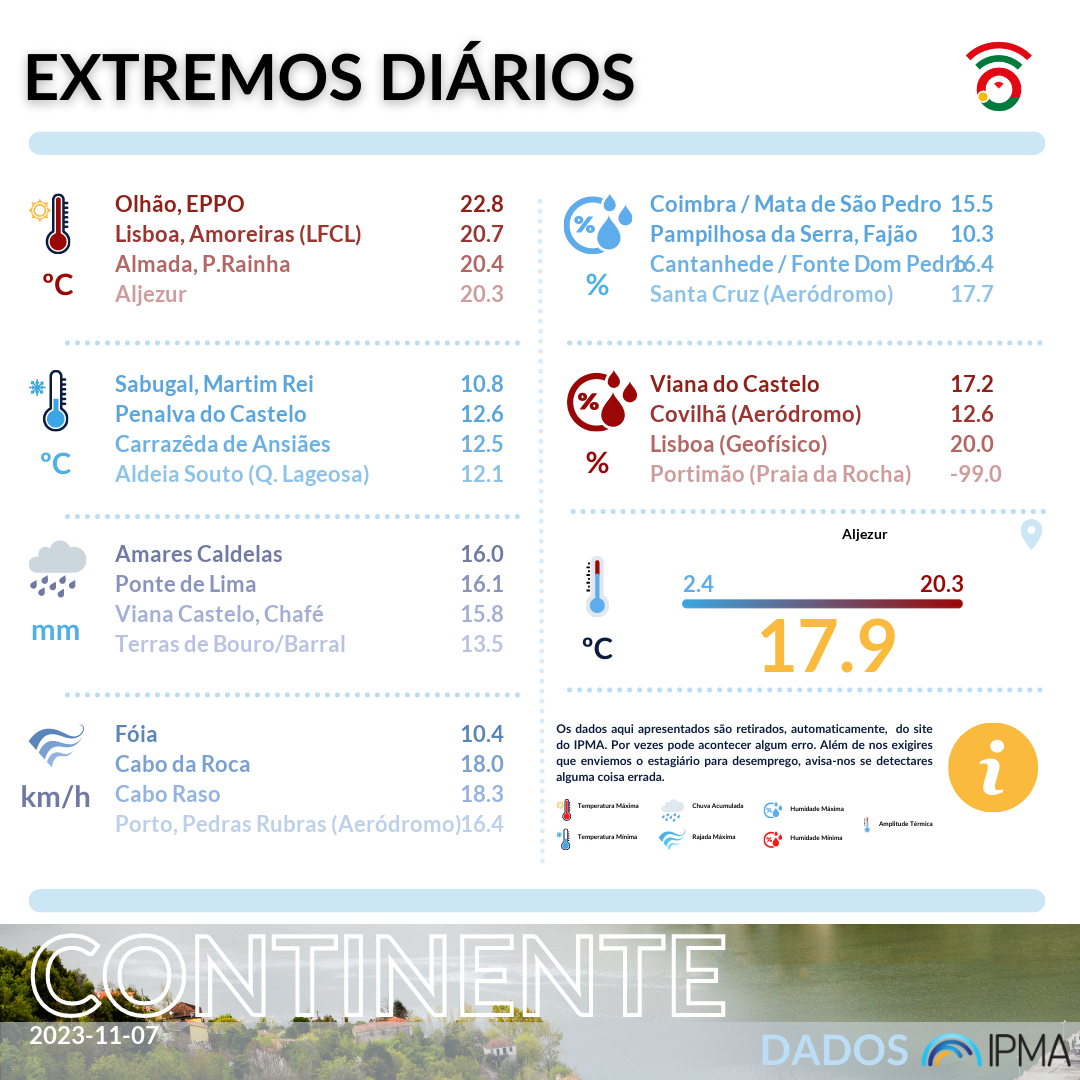 EXTREMOS DIÁRIOS
Olhão, EPPO 22.8
Lisboa, Amoreiras (LFCL) 20.7
Almada, P.Rainha 20.4
Aljezur 20.3
ºC
Sabugal, Martim Rei 10.8
Penalva do Castelo 12.6
Carrazêda de Ansiães 12.5
Aldeia Souto (Q. Lageosa) 12.1
ºC
Amares Caldelas 16.0
Ponte de Lima 16.1
Viana Castelo, Chafé 15.8
Terras de Bouro/Barral 13.5
mm
Fóia 10.4
Cabo da Roca 18.0
Cabo Raso 18.3
Porto, Pedras Rubras (Aeródromo) 16.4
km/h
Coimbra / Mata de São Pedro 15.5
Pampilhosa da Serra, Fajão 10.3
Cantanhede / Fonte Dom Pedro 16.4
Santa Cruz (Aeródromo) 17.7
%
%
Viana do Castelo 17.2
Covilhã (Aeródromo) 12.6
Lisboa (Geofísico) 20.0
Portimão (Praia da Rocha) -99.0
%
%
Aljezur
2.4 20.3
17.9
ºC
Os dados aqui apresentados são retirados, automaticamente, do site
do IPMA. Por vezes pode acontecer algum erro. Além de nos exigires
que enviemos o estagiário para desemprego, avisa-nos se detectares
alguma coisa errada.
i
Temperatura Máxima Chuva Acumulada Humidade Máxima
Amplitude Térmica
Temperatura Mínima Rajada Máxima Humidade Mínima
CONTINENTE
2023-11-07
DADOS IPMA